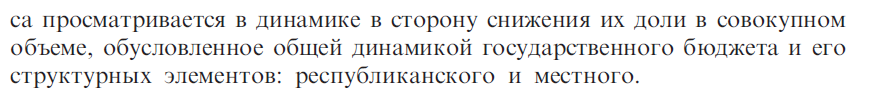 са просматривается в динамике в сторону снижения их доли в совокупном
объеме, обусловленное общей динамикой государственного бюджета и его
структурных элементов: республиканского и местного.